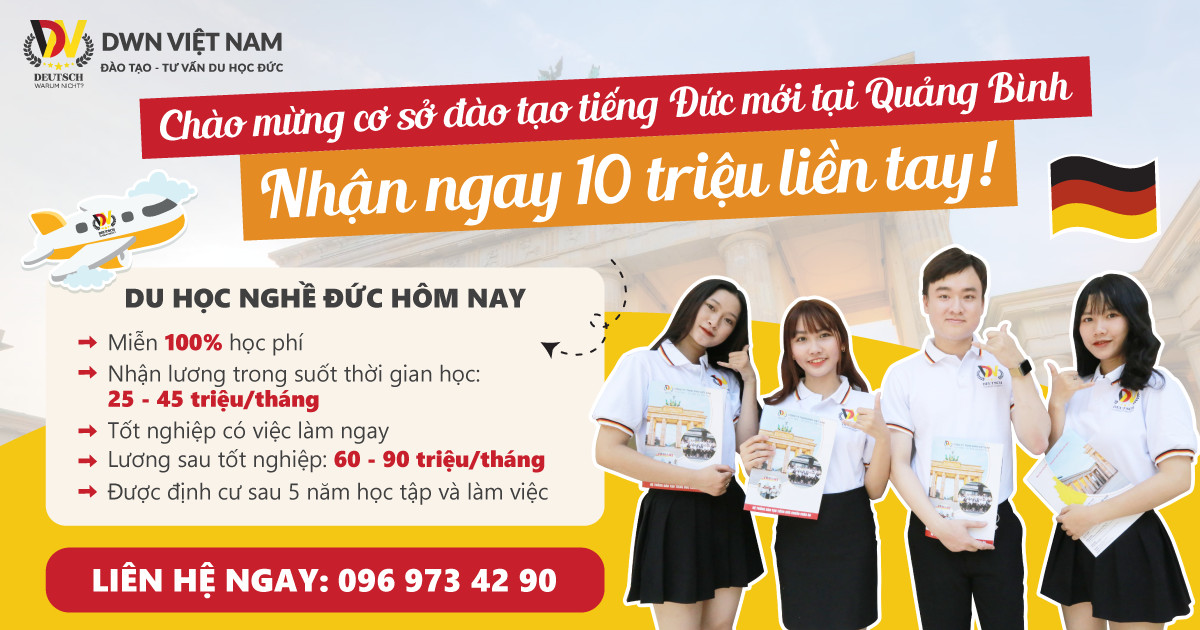 DWN VIỆT NAM
ĐÀO TẠO - TƯ VẤN DU HỌC ĐỨC
DEUTSCH
WARUM NICHT?
Chào mừng cơ sở đào tạo tiếng Đức mới tại Quảng Bình
Nhận ngay 10 triệu liền tay!
DU HỌC NGHỀ ĐỨC HÔM NAY
Miễn 100% học phí
Nhận lương trong suốt thời gian học:
25 - 45 triệu/tháng
Tốt nghiệp có việc làm ngay
Lương sau tốt nghiệp: 60 - 90 triệu/tháng
Được định cư sau 5 năm học tập và làm việc
LIÊN HỆ NGAY: 096 973 42 90
DEUTSCH